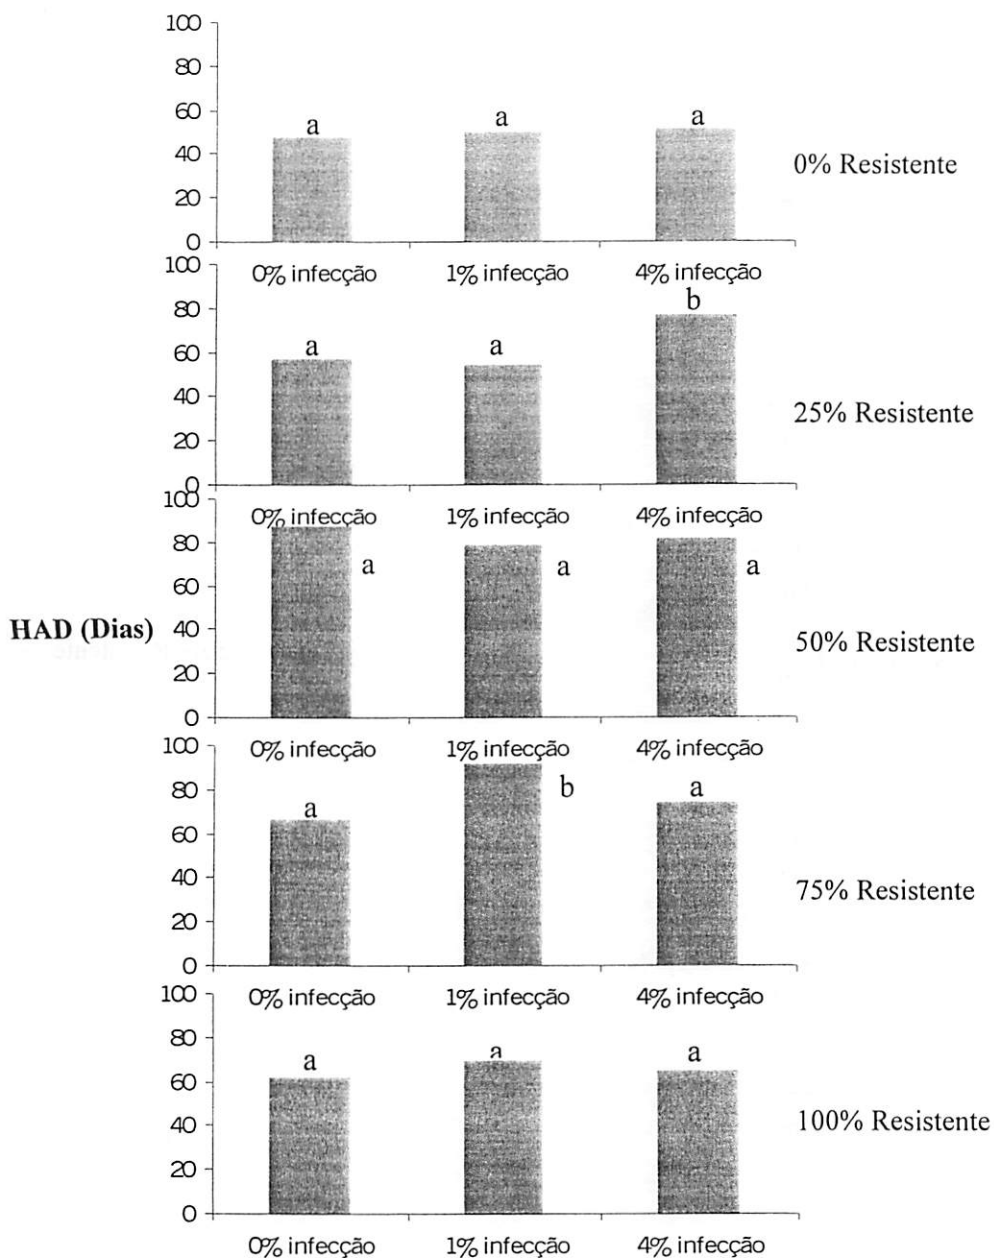 100
80
60
40
20
0
a
a
a
0% Resistente
0% infecção
1% infecção
4% infecção
100
80
60
40
20
0
a
a
b
25% Resistente
0% infecção
1% infecção
4% infecção
100
80
60
40
20
0
a
a
a
HAD (Dias)
50% Resistente
0% infecção
1% infecção
4% infecção
100
80
60
40
20
0
a
b
a
75% Resistente
0% infecção
1% infecção
4% infecção
100
80
60
40
20
0
a
a
a
100% Resistente
0% infecção
1% infecção
4% infecção